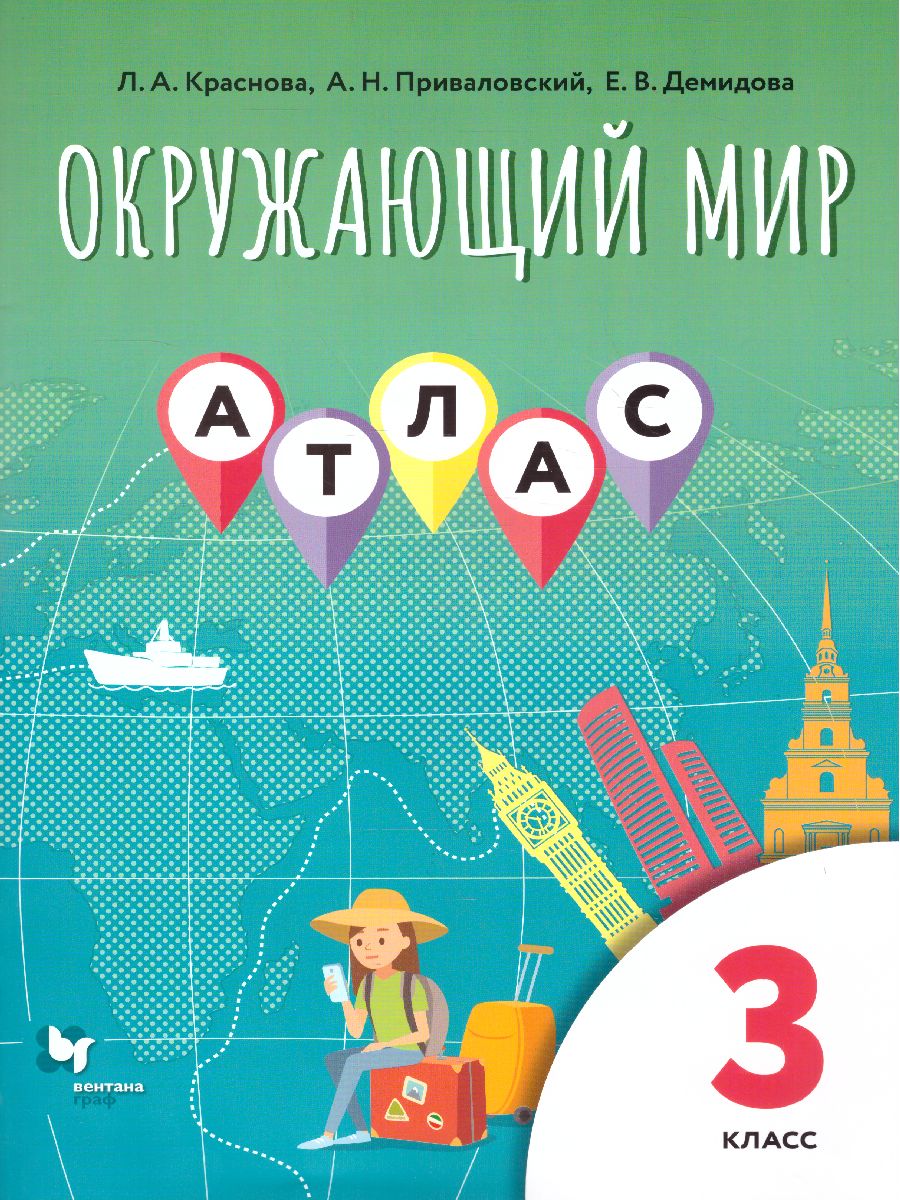 Л. А. Краснова, А. Н. Приваловский, Е. В. Демидова
ОКРУЖАЮЩИЙ МИР
АТЛАС
3
КЛАСС
вентана
граф